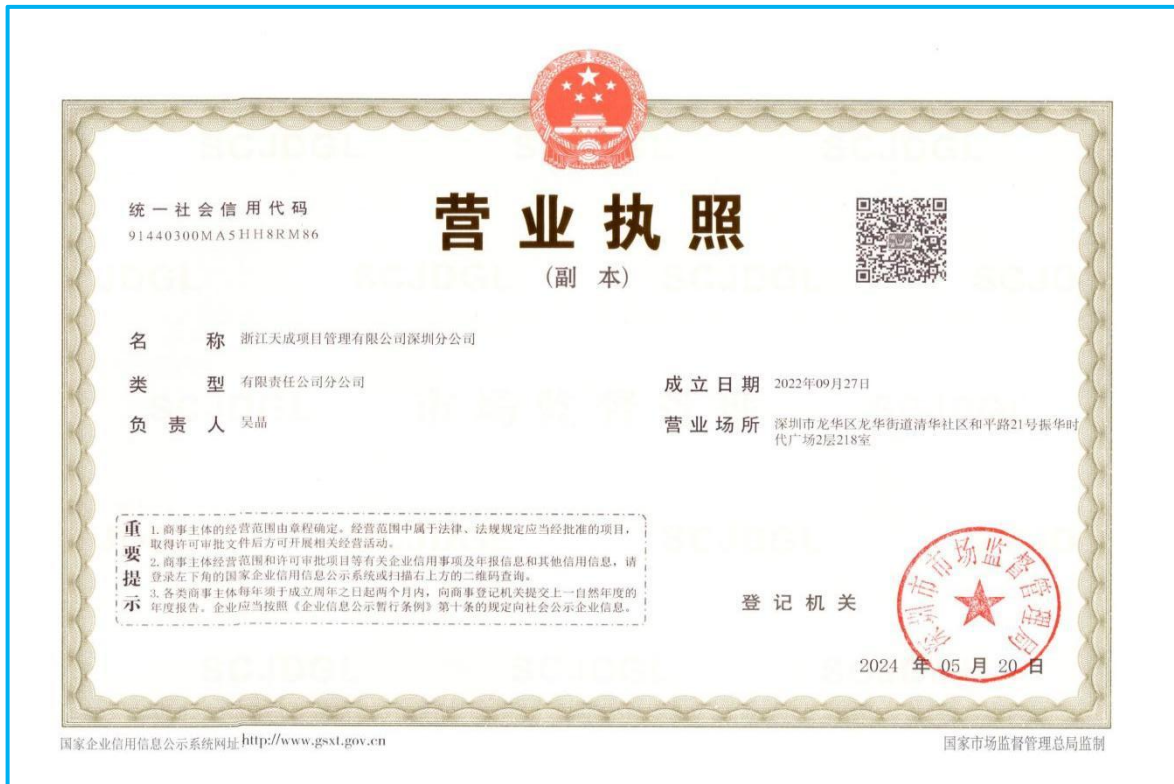 统一社会信用代码
91440300MA5HH8RM86
营业执照
(副 本)
名 称 浙江天成项目管理有限公司深圳分公司
类 型 有限责任公司分公司
负 责 人 吴晶
成 立 日 期 2022年09月27日
营 业 场 所 深圳市龙华区龙华街道清华社区和平路21号振华时
代广场2层218室
重要提示
1. 商事主体的经营范围由章程确定。经营范围中属于法律、法规规定应当经批准的项目,
取得许可审批文件后方可开展相关经营活动。
2. 商事主体经营范围和许可审批项目等有关企业信用事项及年报信息和其他信用信息,请
登录左下角的国家企业信用信息公示系统或扫描右上方的二维码查询。
3. 各类商事主体每年须于成立周年之日起两个月内,向商事登记机关提交上一自然年度的
年度报告。企业应当按照《企业信息公示暂行条例》第十条的规定向社会公示企业信息。
登 记 机 关
深圳市市场监督管理局
2024 年 05 月 20 日
国家企业信用信息公示系统网址:http://www.gsxt.gov.cn
国家市场监督管理总局监制